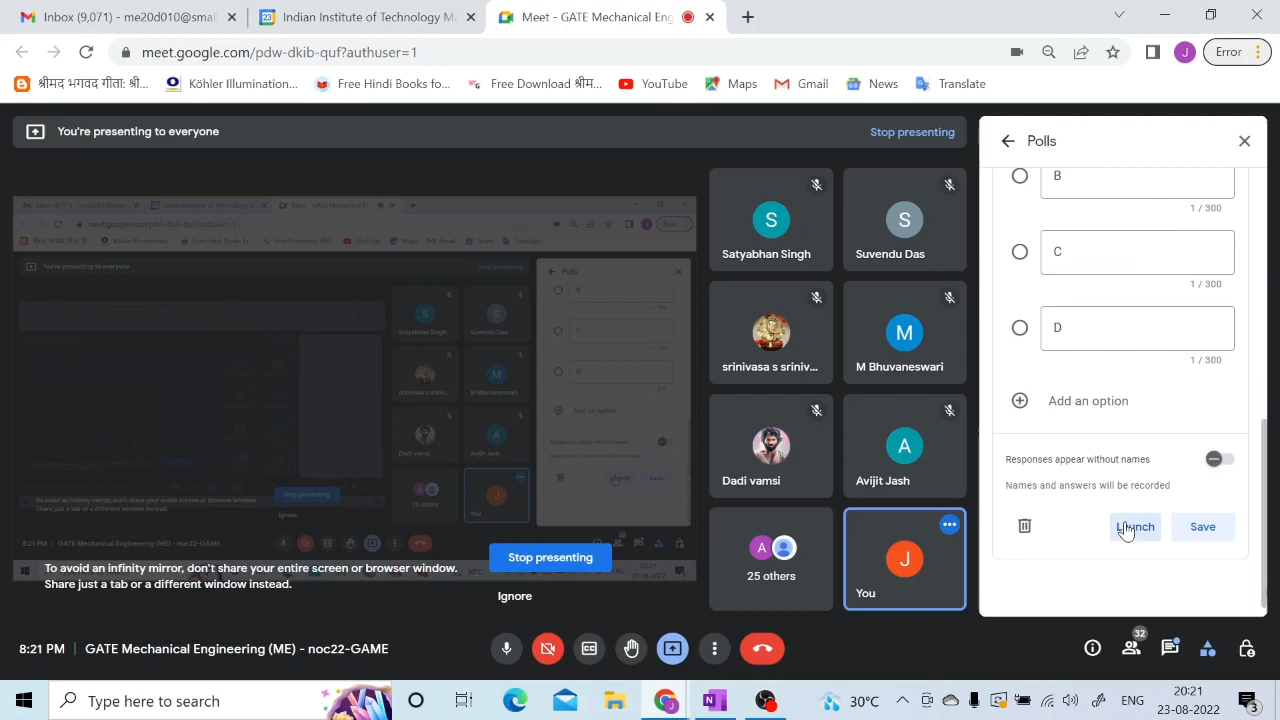 Inbox (9,071) - me20d010@smai
Indian Institute of Technology M
Meet - GATE Mechanical Eng
meet.google.com/pdw-dkib-quf?authuser=1
J
Error
श्रीमद भगवद गीता: श्री...
Köhler Illumination...
Free Hindi Books fo...
Free Download श्रीम...
YouTube
Maps
Gmail
News
Translate
You're presenting to everyone
Stop presenting
Polls
B
1 / 300
C
1 / 300
D
1 / 300
Add an option
Responses appear without names
Names and answers will be recorded
Launch
Save
S
Satyabhan Singh
S
Suvendu Das
srinivasa s sriniv...
M
M Bhuvaneswari
Dadi vamsi
A
Avijit Jash
A
25 others
J
You
To avoid an infinity mirror, don't share your entire screen or browser window.
Share just a tab or a different window instead.
Stop presenting
Ignore
8:21 PM | GATE Mechanical Engineering (ME) - noc22-GAME
32
Type here to search
30°C
ENG
20:21
23-08-2022
3